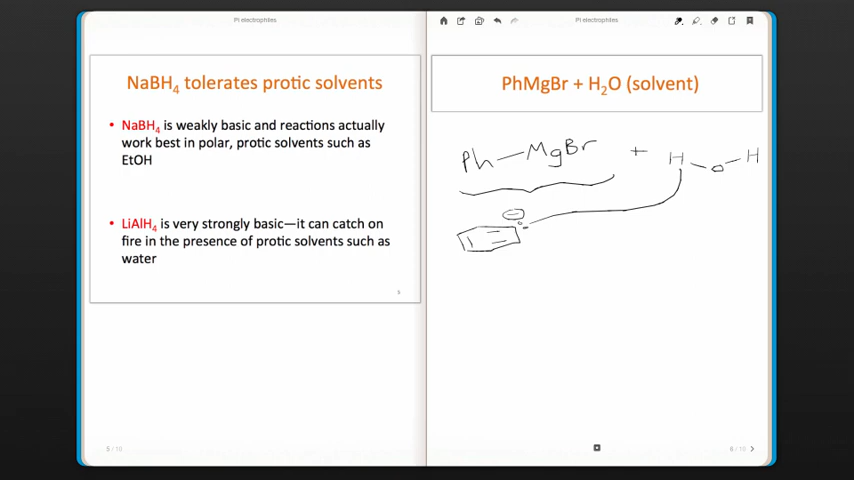 PI electrophiles
NaBH4 tolerates protic solvents
• NaBH4 is weakly basic and reactions actually
work best in polar, protic solvents such as
EtOH
• LiAlH4 is very strongly basic—it can catch on
fire in the presence of protic solvents such as
water
9
5 / 10
PI electrophiles
PhMgBr + H2O (solvent)
Ph — MgBr + H — O — H
6 / 10